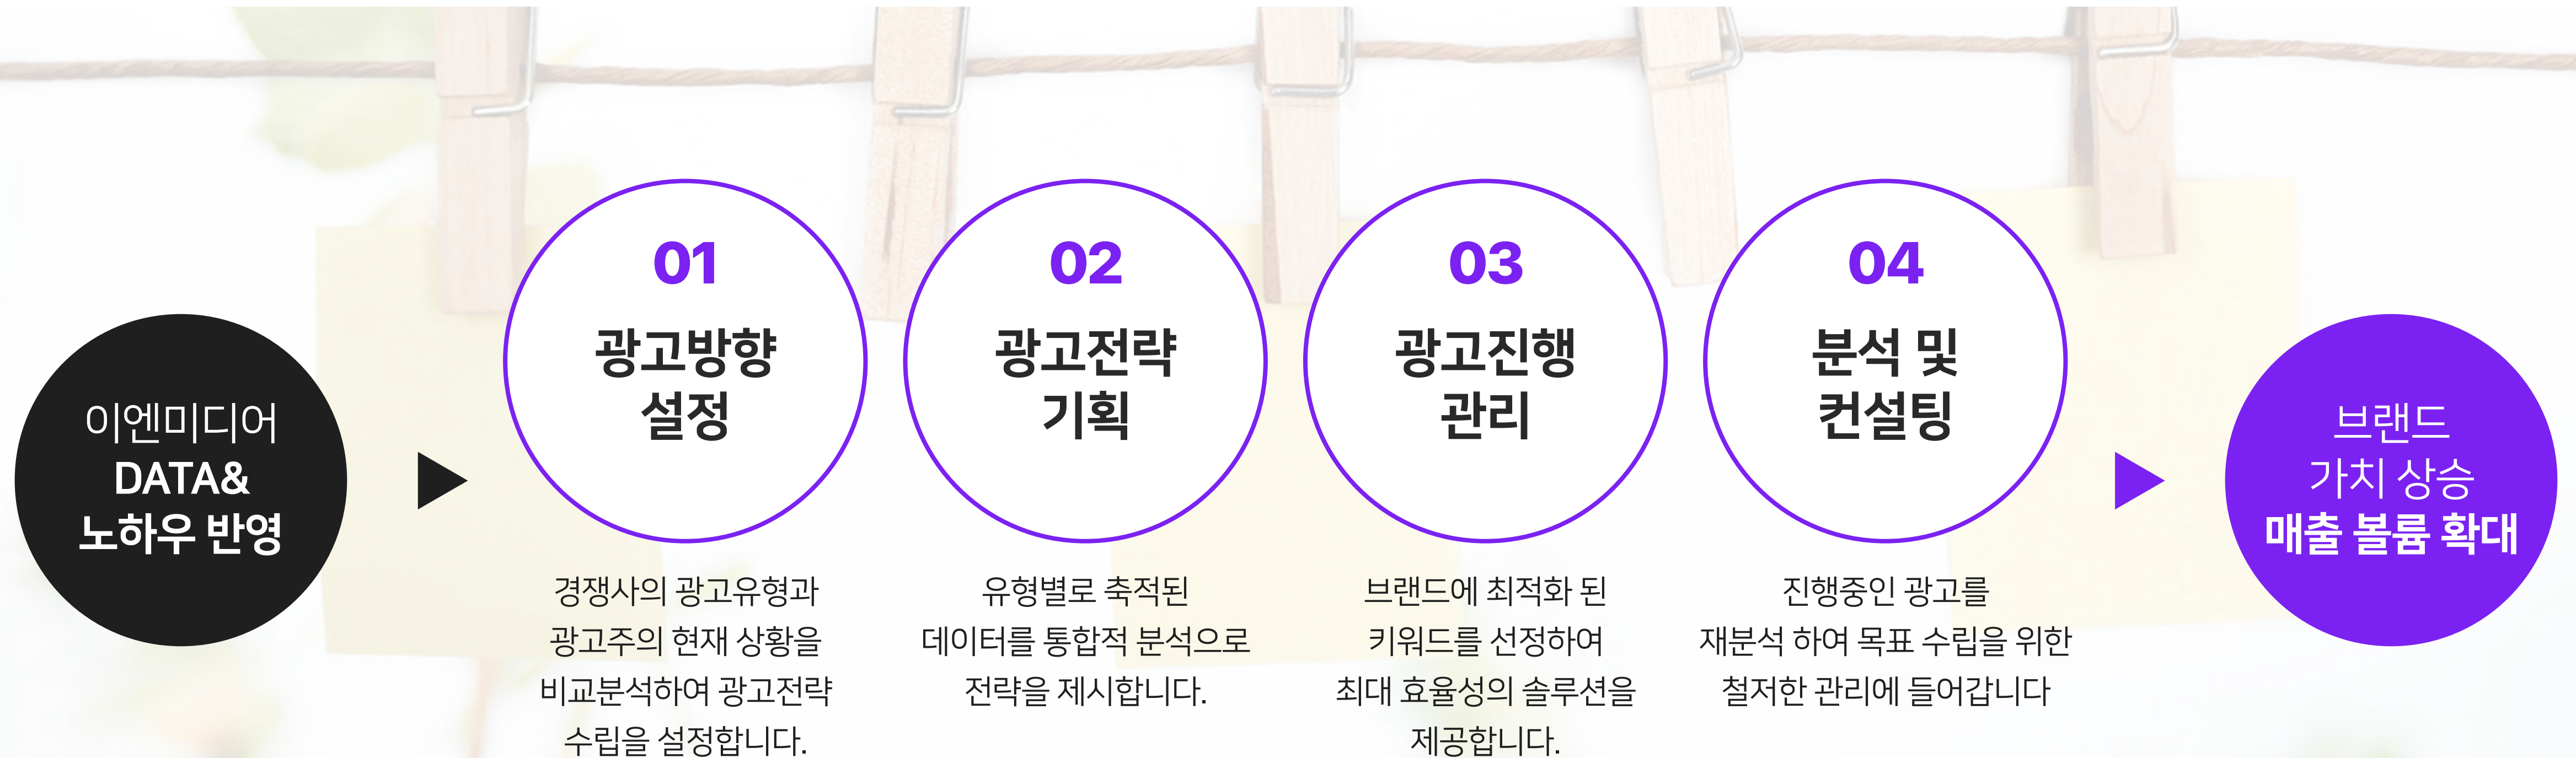 이엔미디어
DATA&
노하우 반영
01
광고방향
설정
경쟁사의 광고유형과
광고주의 현재 상황을
비교분석하여 광고전략
수립을 설정합니다.
02
광고전략
기획
유형별로 축적된
데이터를 통합적 분석으로
전략을 제시합니다.
03
광고진행
관리
브랜드에 최적화 된
키워드를 선정하여
최대 효율성의 솔루션을
제공합니다.
04
분석 및
컨설팅
진행중인 광고를
재분석 하여 목표 수립을 위한
철저한 관리에 들어갑니다
브랜드
가치 상승
매출 볼륨 확대